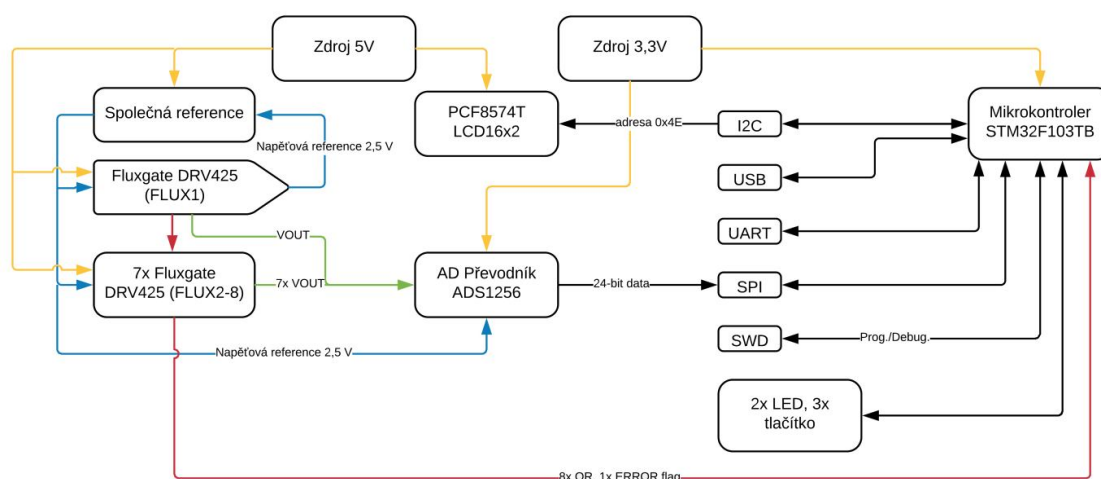 Zdroj 5V
Zdroj 3,3V
Společná reference
PCF8574T
LCD16x2
adresa 0x4E
I2C
Mikrokontroler
STM32F103TB
Napěťová reference 2,5 V
Fluxgate DRV425
(FLUX1)
USB
UART
VOUT
7x Fluxgate
DRV425 (FLUX2-8)
7x VOUT
AD Převodník
ADS1256
24-bit data
SPI
Napěťová reference 2,5 V
SWD
Prog./Debug.
2x LED, 3x
tlačítko
8x OR, 1x ERROR flag